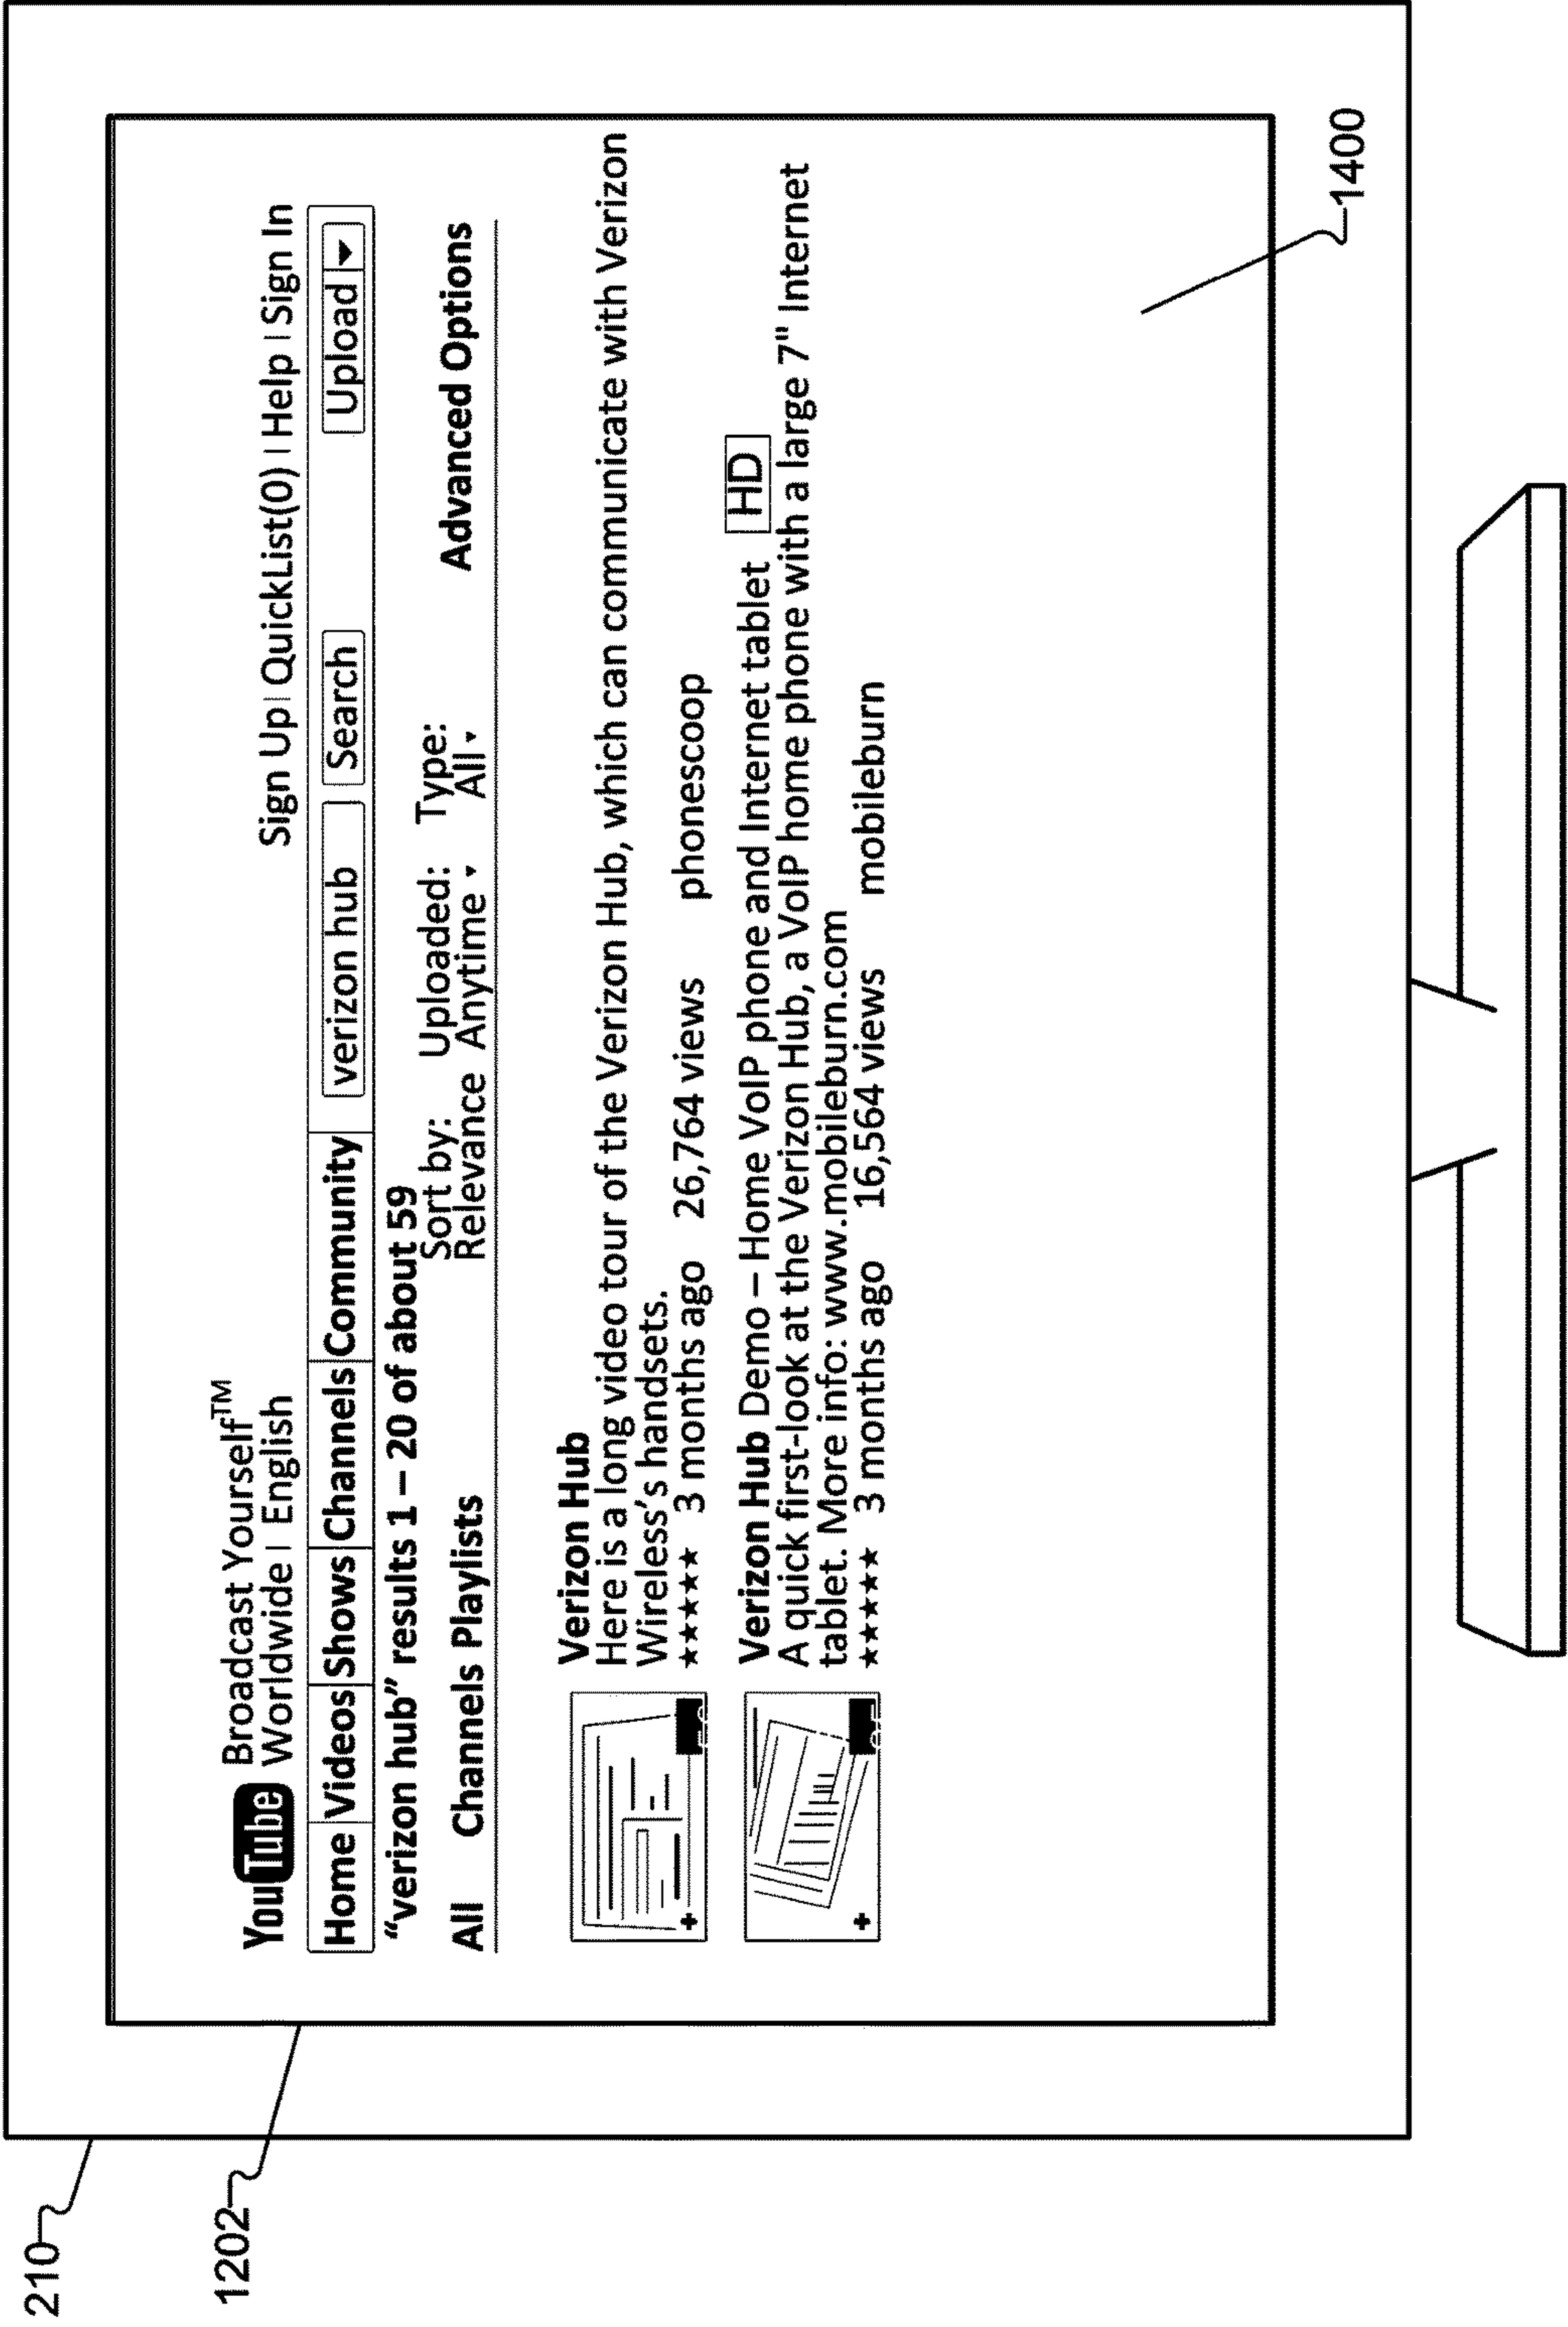 210
1202
YouTube Broadcast Yourself™
Worldwide | English
Sign Up | QuickList(0) | Help | Sign In
Home Videos Shows Channels Community verizon hub Search Upload
“verizon hub” results 1 – 20 of about 59
Sort by: Uploaded: Type:
All Channels Playlists Relevance Anytime All Advanced Options
Verizon Hub
Here is a long video tour of the Verizon Hub, which can communicate with Verizon
Wireless's handsets.
★★★★★ 3 months ago 26,764 views phonescoop
Verizon Hub Demo – Home VoIP phone and Internet tablet HD
A quick first-look at the Verizon Hub, a VoIP home phone with a large 7" Internet
tablet. More info: www.mobileburn.com
★★★★★ 3 months ago 16,564 views mobileburn
1400